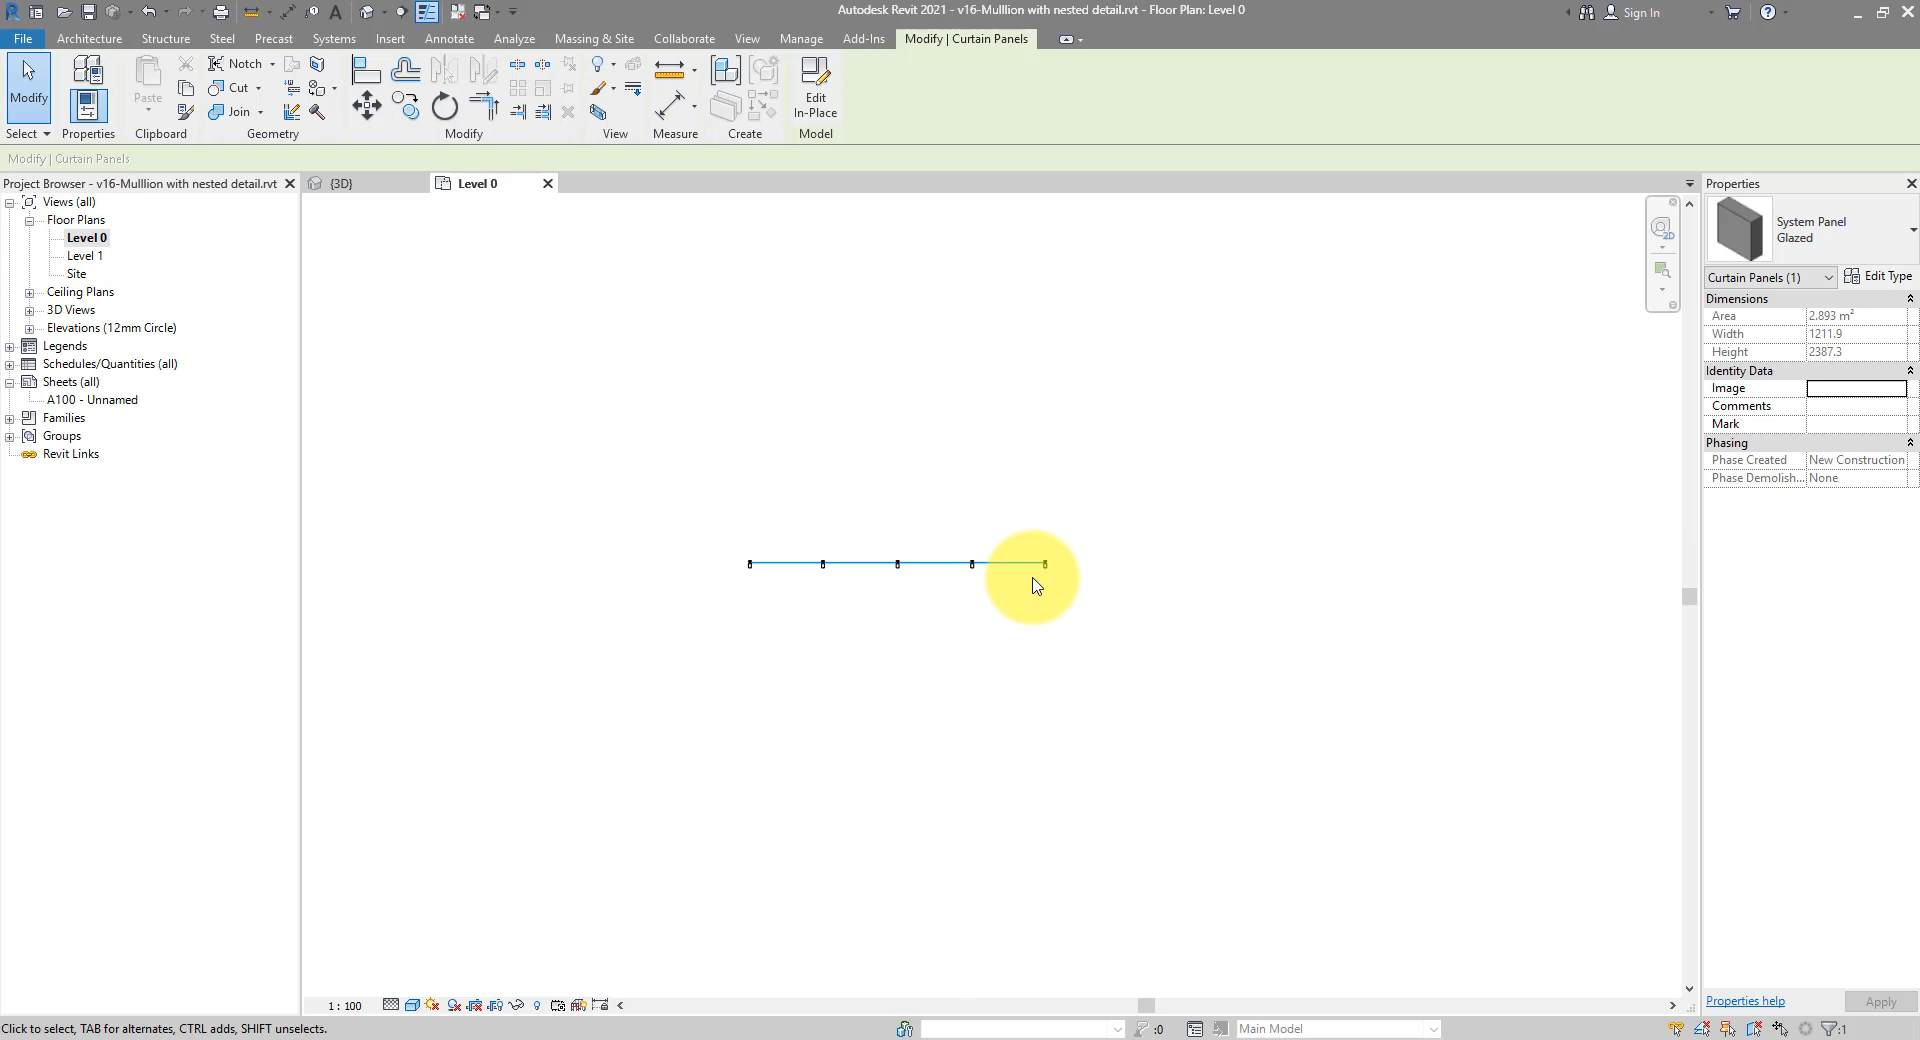 Autodesk Revit 2021 - v16-Mulllion with nested detail.rvt - Floor Plan: Level 0
Sign In
File Architecture Structure Steel Precast Systems Insert Annotate Analyze Massing & Site Collaborate View Manage Add-Ins Modify | Curtain Panels
Modify
Paste
Notch
Cut
Join
Edit
In-Place
Select Properties Clipboard Geometry Modify View Measure Create Model
Modify | Curtain Panels
Project Browser - v16-Mulllion with nested detail.rvt
Views (all)
Floor Plans
Level 0
Level 1
Site
Ceiling Plans
3D Views
Elevations (12mm Circle)
Legends
Schedules/Quantities (all)
Sheets (all)
A100 - Unnamed
Families
Groups
Revit Links
{3D}
Level 0
2D
Properties
System Panel
Glazed
Curtain Panels (1) Edit Type
Dimensions
Area 2.893 m²
Width 1211.9
Height 2387.3
Identity Data
Image
Comments
Mark
Phasing
Phase Created New Construction
Phase Demolish... None
Properties help Apply
1 : 100
Click to select, TAB for alternates, CTRL adds, SHIFT unselects.
:0
Main Model
:1